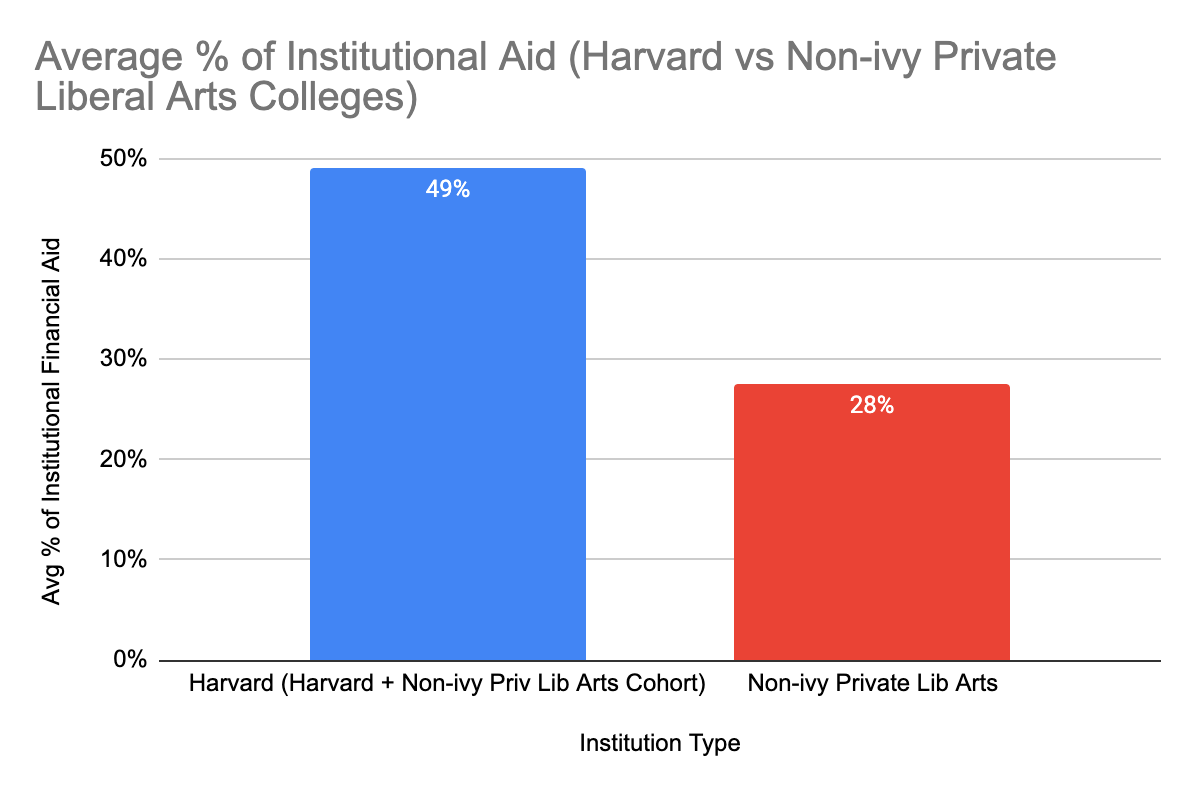 Average % of Institutional Aid (Harvard vs Non-ivy Private
Liberal Arts Colleges)
Avg % of Institutional Financial Aid
50%
40%
30%
20%
10%
0%
49%
28%
Harvard (Harvard + Non-ivy Priv Lib Arts Cohort)
Non-ivy Private Lib Arts
Institution Type